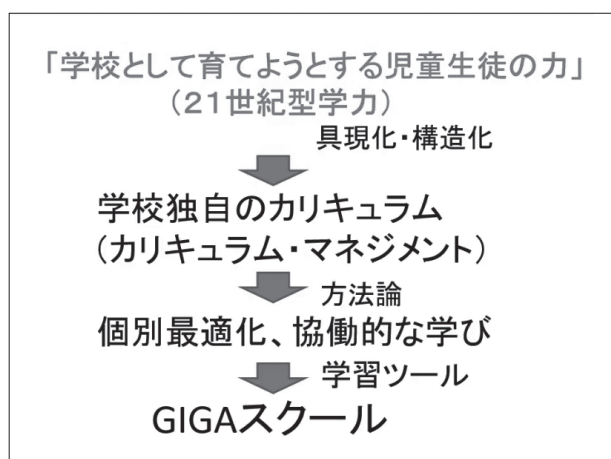 「学校として育てようとする児童生徒の力」
（21世紀型学力）
具現化・構造化
学校独自のカリキュラム
（カリキュラム・マネジメント）
方法論
個別最適化、協働的な学び
学習ツール
GIGAスクール